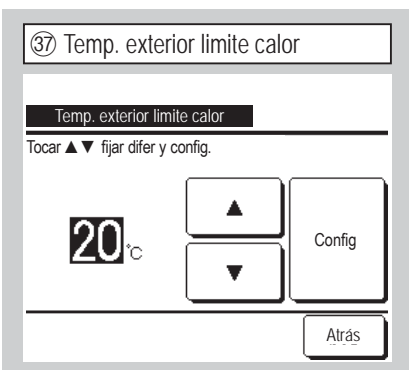 37 Temp. exterior limite calor
Temp. exterior limite calor
Tocar ▲▼ fijar difer y config.
▲
20°C
Config
▼
Atrás